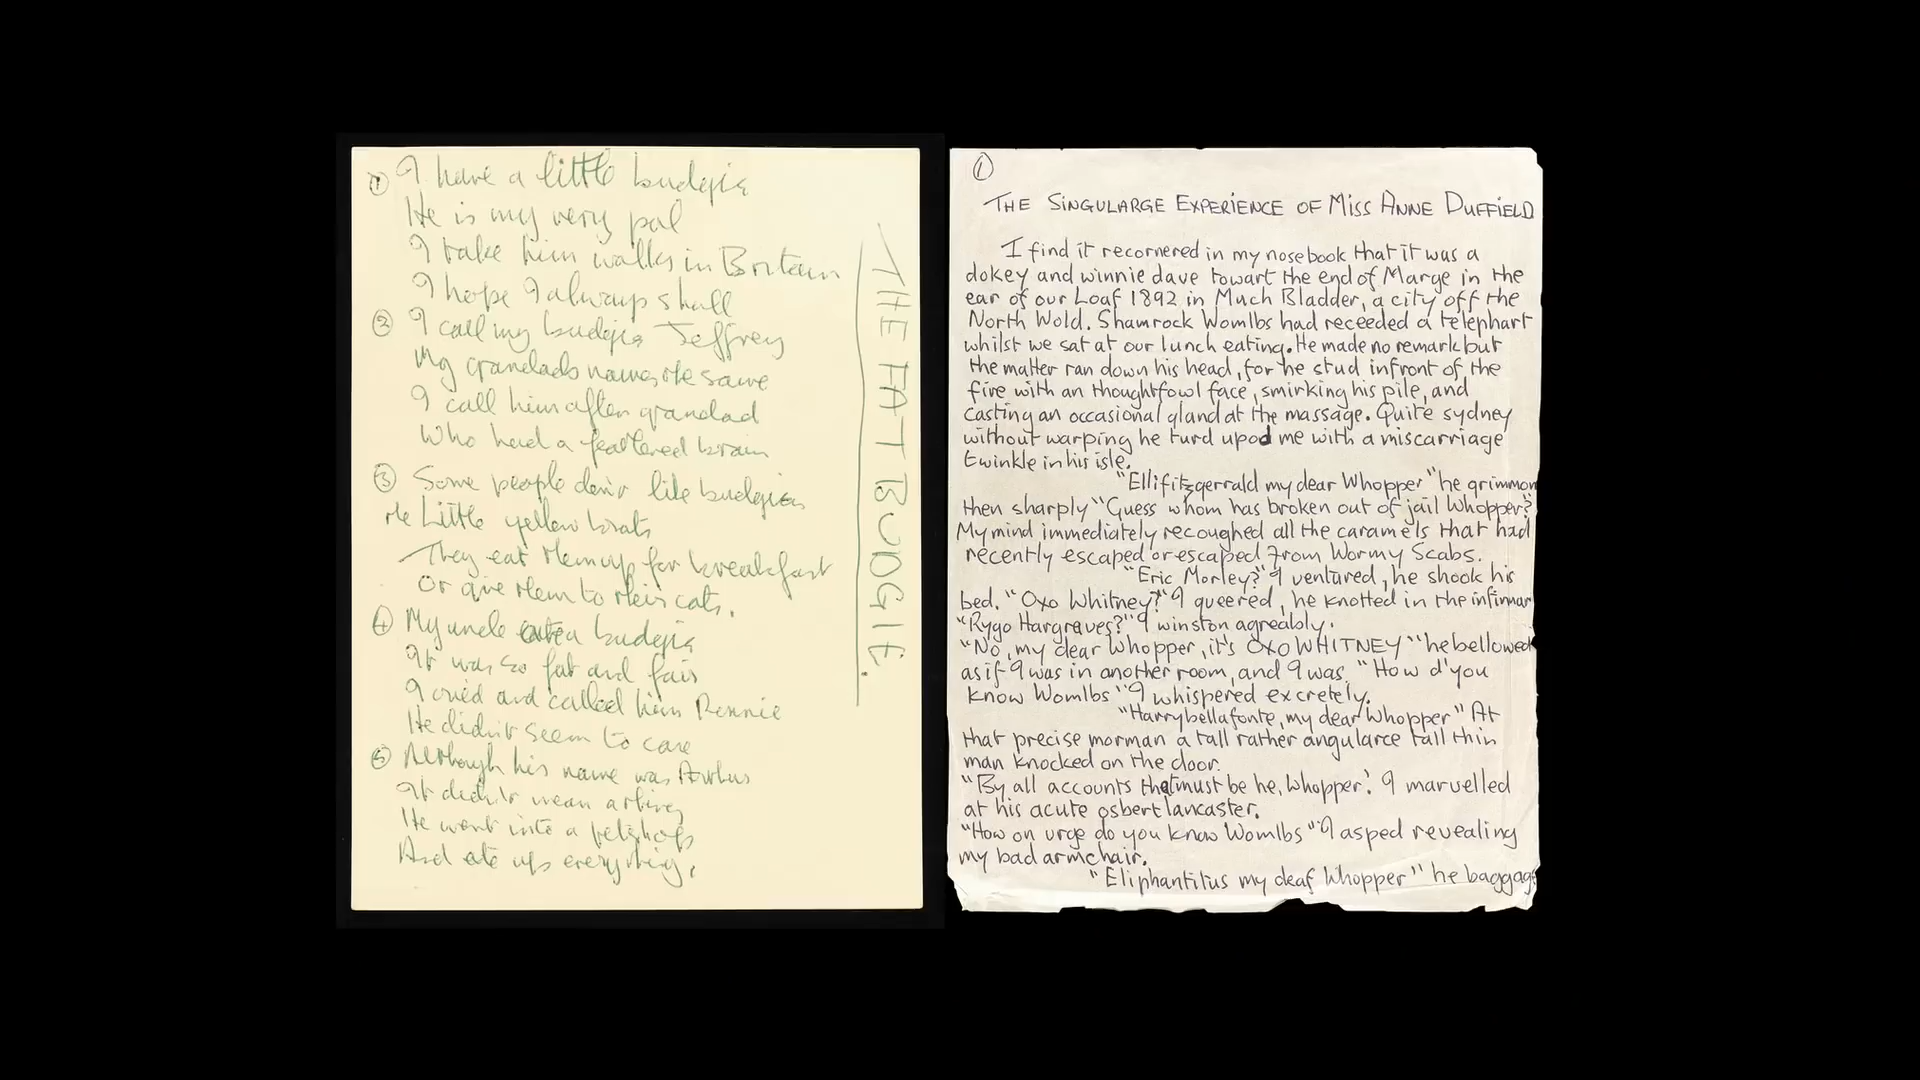 ① I have a little budgie
He is my very pal
I take him walks in Britain
I hope I always shall
② I call my budgie Jeffrey
My grandads names the same
I call him after grandad
Who had a feathered brain
③ Some people don't like budgies
The Little yellow brats
They eat them up for breakfast
Or give them to their cats.
④ My uncle ate a budgie
It was so fat and fair
I cried and called him Ronnie
He didn't seem to care
⑤ Although his name was Arthur
It didn't mean a thing
He went into a petshop
And ate up everything.
THE FAT BUDGIE.
①
THE SINGULARGE EXPERIENCE OF MISS ANNE DUFFIELD
I find it recornered in my nosebook that it was a
dokey and winnie dave towart the end of Marge in the
ear of our Loaf 1892 in Much Bladder, a city off the
North Wold. Shamrock Womlbs had receeded a telephart
whilst we sat at our lunch eating. He made no remark but
the matter ran down his head, for he stud infront of the
fire with an thoughtfowl face, smirking his pile, and
casting an occasional gland at the massage. Quite sydney
without warping he turd upod me with a miscarriage
twinkle in his isle.
"Ellifitzgerrald my dear Whopper" he grimmon
then sharply "Guess whom has broken out of jail Whopper?
My mind immediately recoughed all the caramels that had
recently escaped or escaped from Wormy Scabs.
"Eric Morley?" I ventured, he shook his
bed. "Oxo Whitney?" I queered, he knotted in the infirmar
"Rygo Hargraves?" I winston agreably.
"No, my dear Whopper, it's OXO WHITNEY" he bellowed
as if I was in another room, and I was. "How d'you
know Womlbs" I whispered excretely.
"Harrybellafonte, my dear Whopper" At
that precise morman a tall rather angularce tall thin
man knocked on the door.
"By all accounts that must be he, Whopper.' I marvelled
at his acute osbert lancaster.
"How on urge do you know Womlbs" I asped revealing
my bad armchair.
"Eliphantitus my deaf Whopper" he baggage